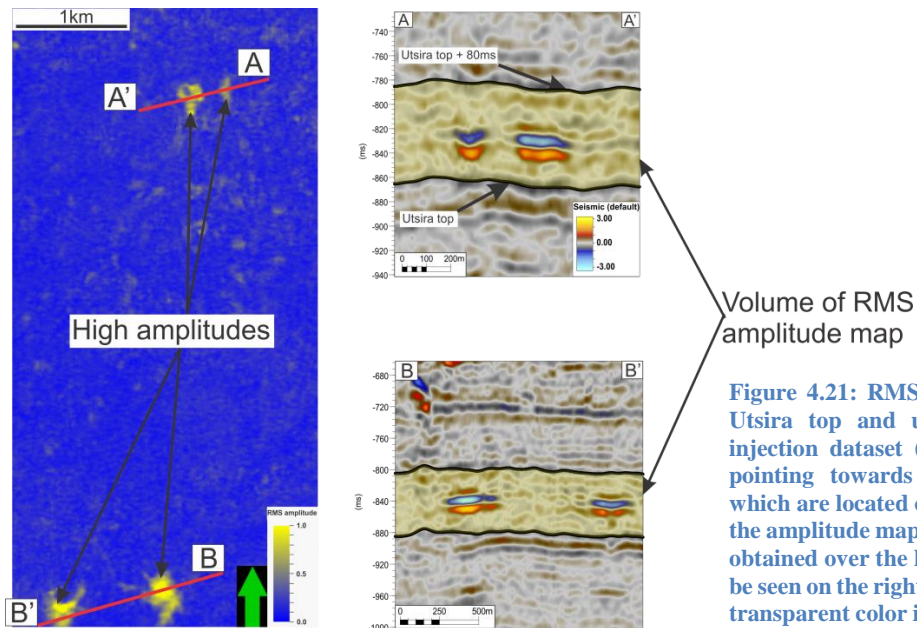 1km
A
A'
High amplitudes
RMS amplitude
1.0
0.5
0.0
B
B'
A
A'
-740
-760
-780
-800
-820
-840
-860
-880
-900
-920
-940
(ms)
Utsira top + 80ms
Utsira top
Seismic (default)
3.00
0.00
-3.00
0 100 200m
B
B'
-680
-720
-760
-800
-840
-880
-920
-960
-1000
(ms)
0 250 500m
Volume of RMS
amplitude map
Figure 4.21: RMS
Utsira top and u
injection dataset (
pointing towards
which are located o
the amplitude map
obtained over the l
be seen on the right
transparent color i